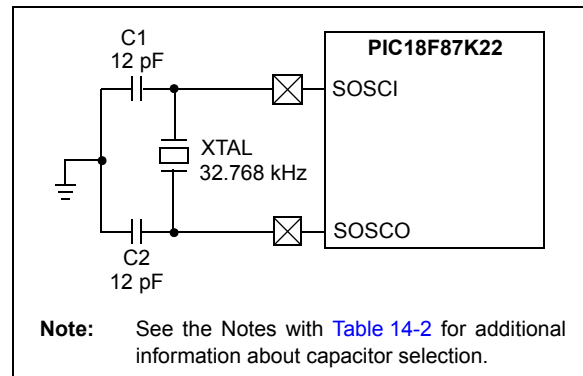 C1
12 pF
PIC18F87K22
SOSCI
XTAL
32.768 kHz
SOSCO
C2
12 pF
Note: See the Notes with Table 14-2 for additional
information about capacitor selection.